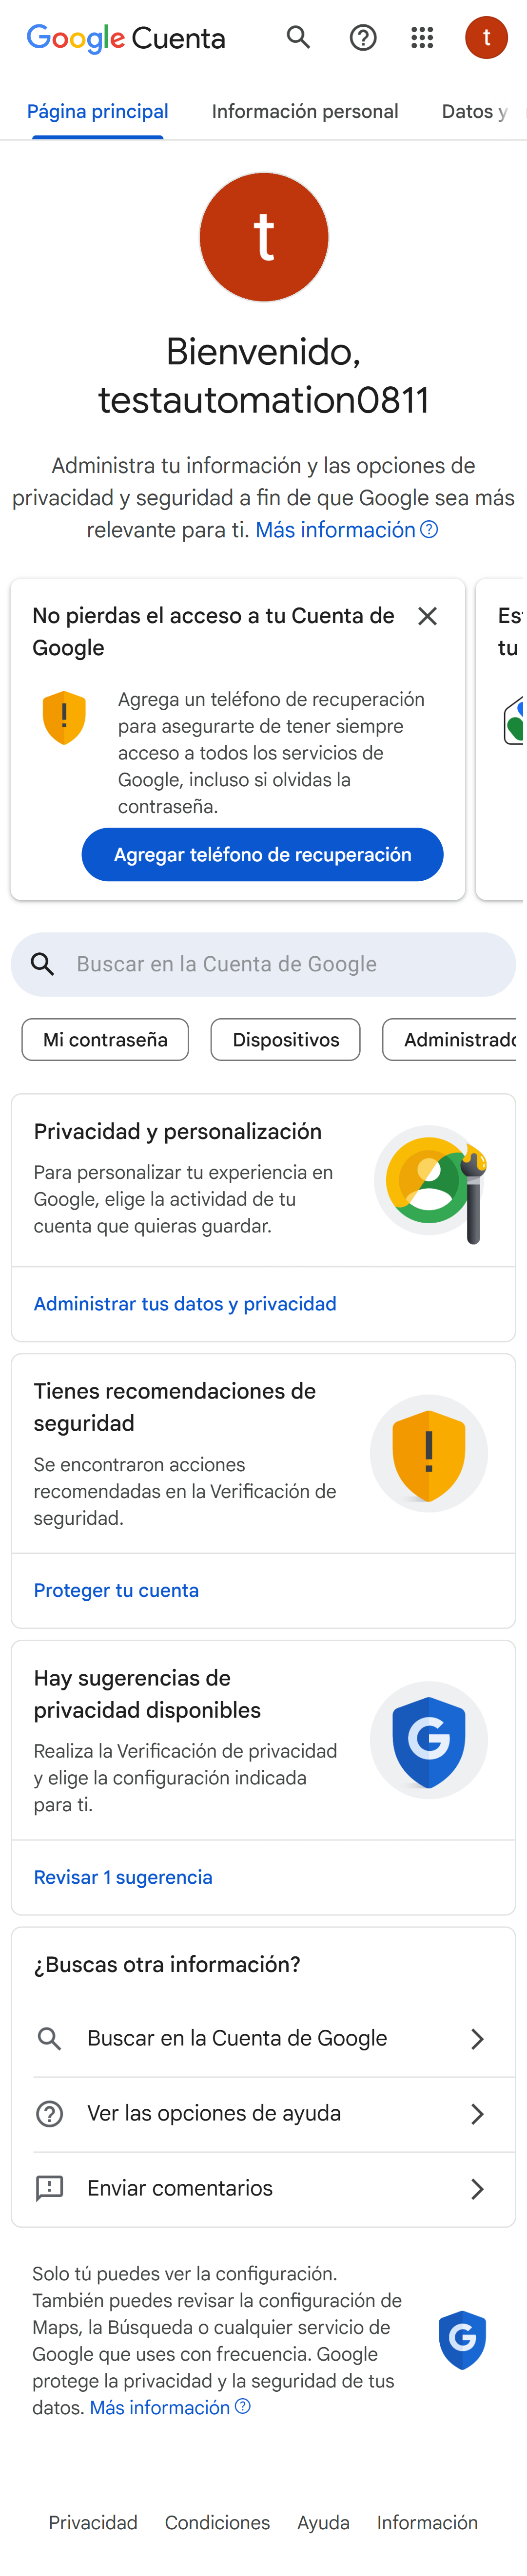 Google Cuenta
t
Página principal
Información personal
Datos y
t
Bienvenido,
testautomation0811
Administra tu información y las opciones de
privacidad y seguridad a fin de que Google sea más
relevante para ti. Más información
No pierdas el acceso a tu Cuenta de
Google
Agrega un teléfono de recuperación
para asegurarte de tener siempre
acceso a todos los servicios de
Google, incluso si olvidas la
contraseña.
Agregar teléfono de recuperación
tu
Buscar en la Cuenta de Google
Mi contraseña
Dispositivos
Privacidad y personalización
Para personalizar tu experiencia en
Google, elige la actividad de tu
cuenta que quieras guardar.
Administrar tus datos y privacidad
Tienes recomendaciones de
seguridad
Se encontraron acciones
recomendadas en la Verificación de
seguridad.
Proteger tu cuenta
Hay sugerencias de
privacidad disponibles
Realiza la Verificación de privacidad
y elige la configuración indicada
para ti.
G
Revisar 1 sugerencia
¿Buscas otra información?
Buscar en la Cuenta de Google
Ver las opciones de ayuda
Enviar comentarios
Solo tú puedes ver la configuración.
También puedes revisar la configuración de
Maps, la Búsqueda o cualquier servicio de
Google que uses con frecuencia. Google
protege la privacidad y la seguridad de tus
datos. Más información
G
Privacidad
Condiciones
Ayuda
Información